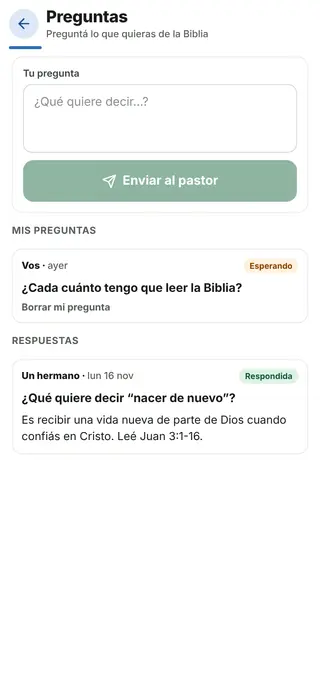 Preguntas
Preguntá lo que quieras de la Biblia
Tu pregunta
¿Qué quiere decir...?
Enviar al pastor
MIS PREGUNTAS
Vos · ayer
Esperando
¿Cada cuánto tengo que leer la Biblia?
Borrar mi pregunta
RESPUESTAS
Un hermano · lun 16 nov
Respondida
¿Qué quiere decir “nacer de nuevo”?
Es recibir una vida nueva de parte de Dios cuando
confiás en Cristo. Leé Juan 3:1-16.